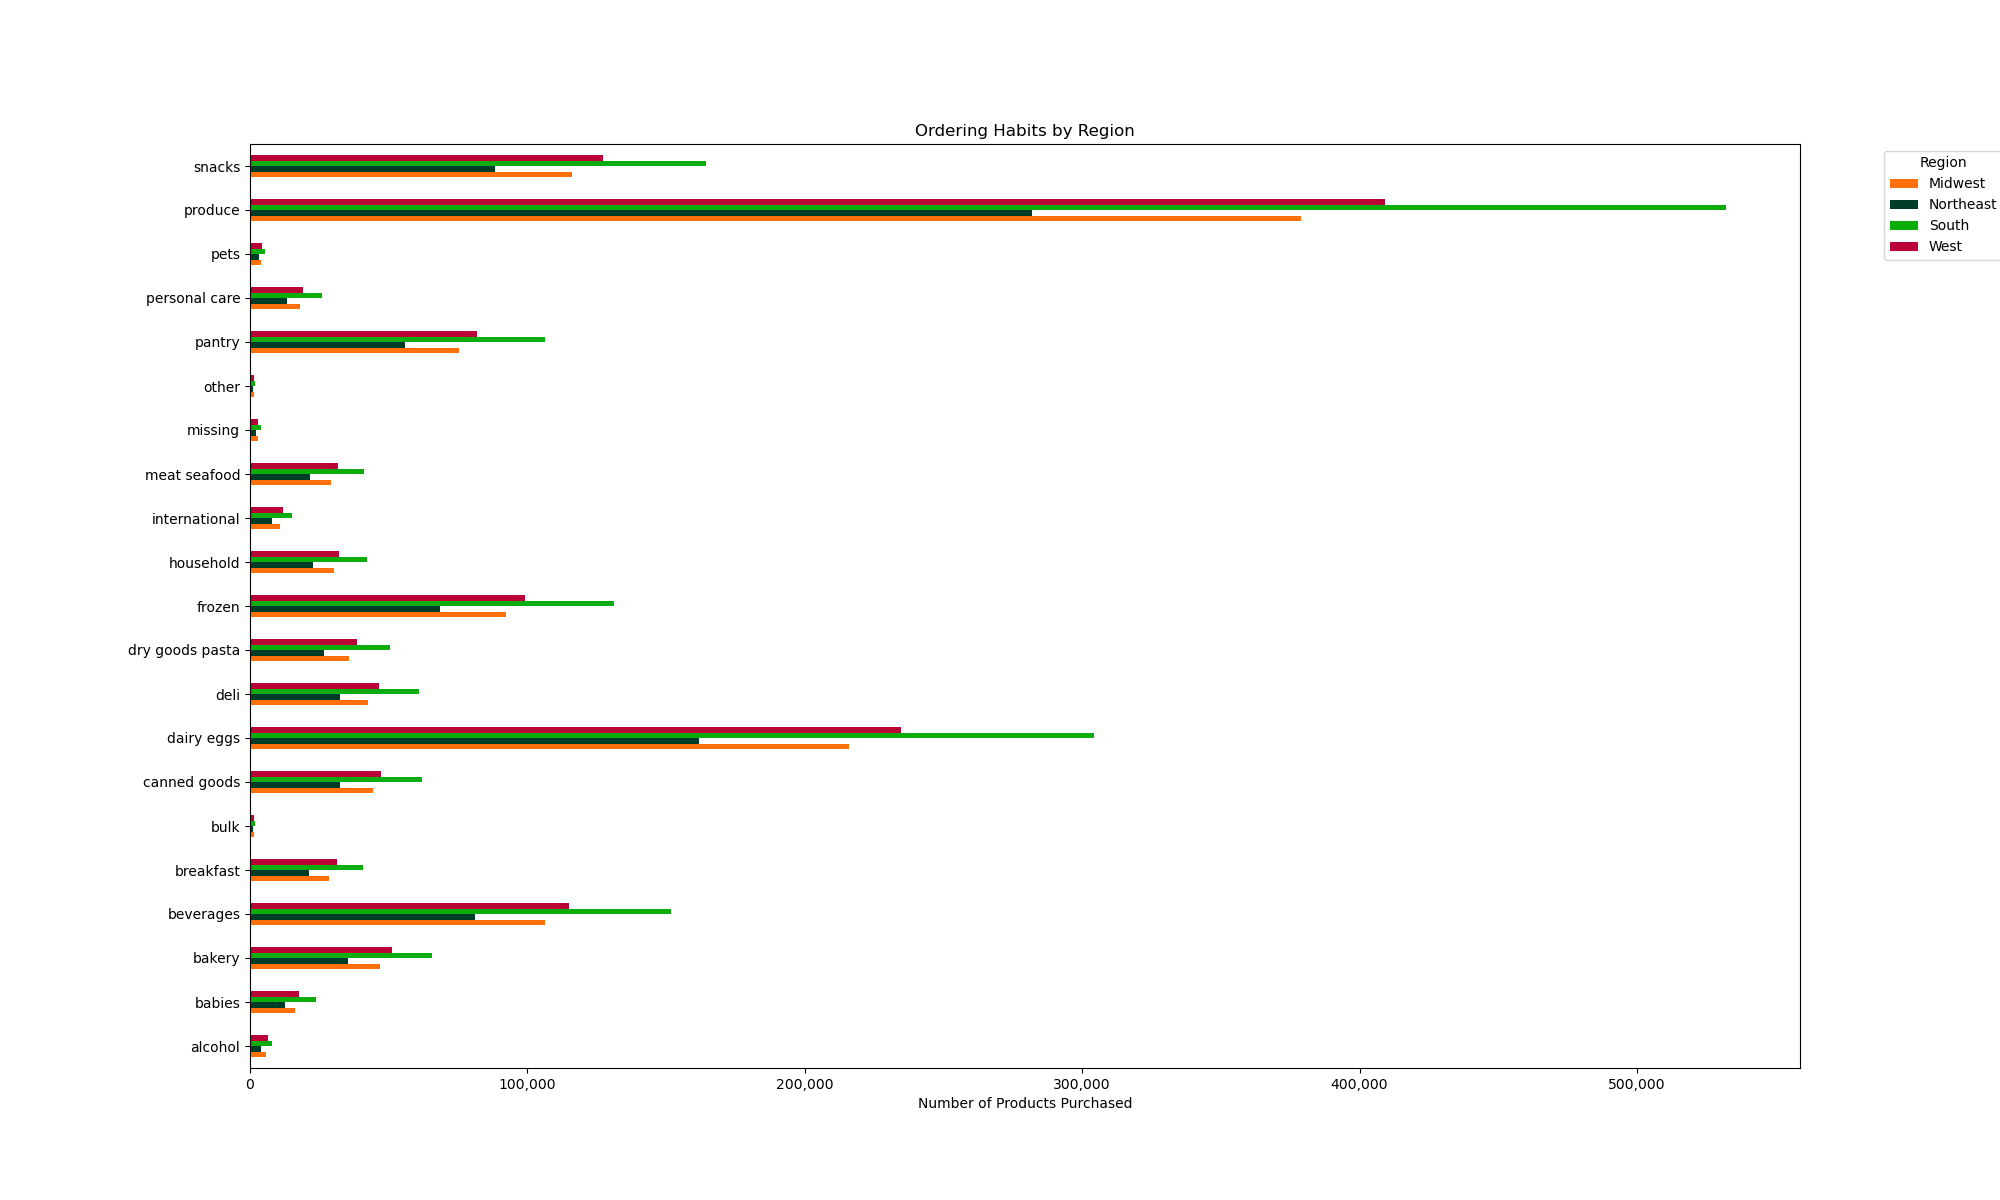 Ordering Habits by Region
snacks
produce
pets
personal care
pantry
other
missing
meat seafood
international
household
frozen
dry goods pasta
deli
dairy eggs
canned goods
bulk
breakfast
beverages
bakery
babies
alcohol
0 100,000 200,000 300,000 400,000 500,000
Number of Products Purchased
Region
Midwest
Northeast
South
West